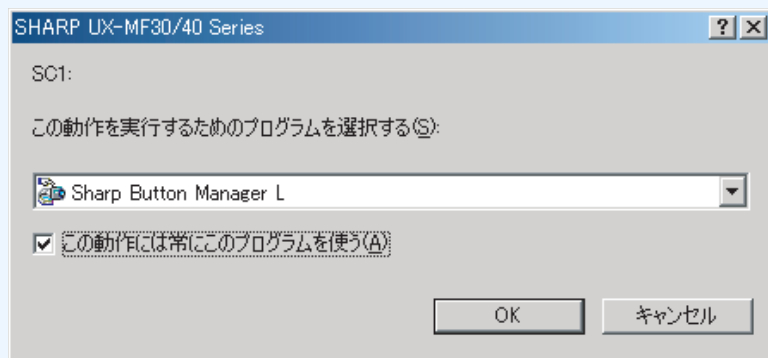 SHARP UX-MF30/40 Series
SC1:
この動作を実行するためのプログラムを選択する(S):
Sharp Button Manager L
この動作には常にこのプログラムを使う(A)
OK
キャンセル